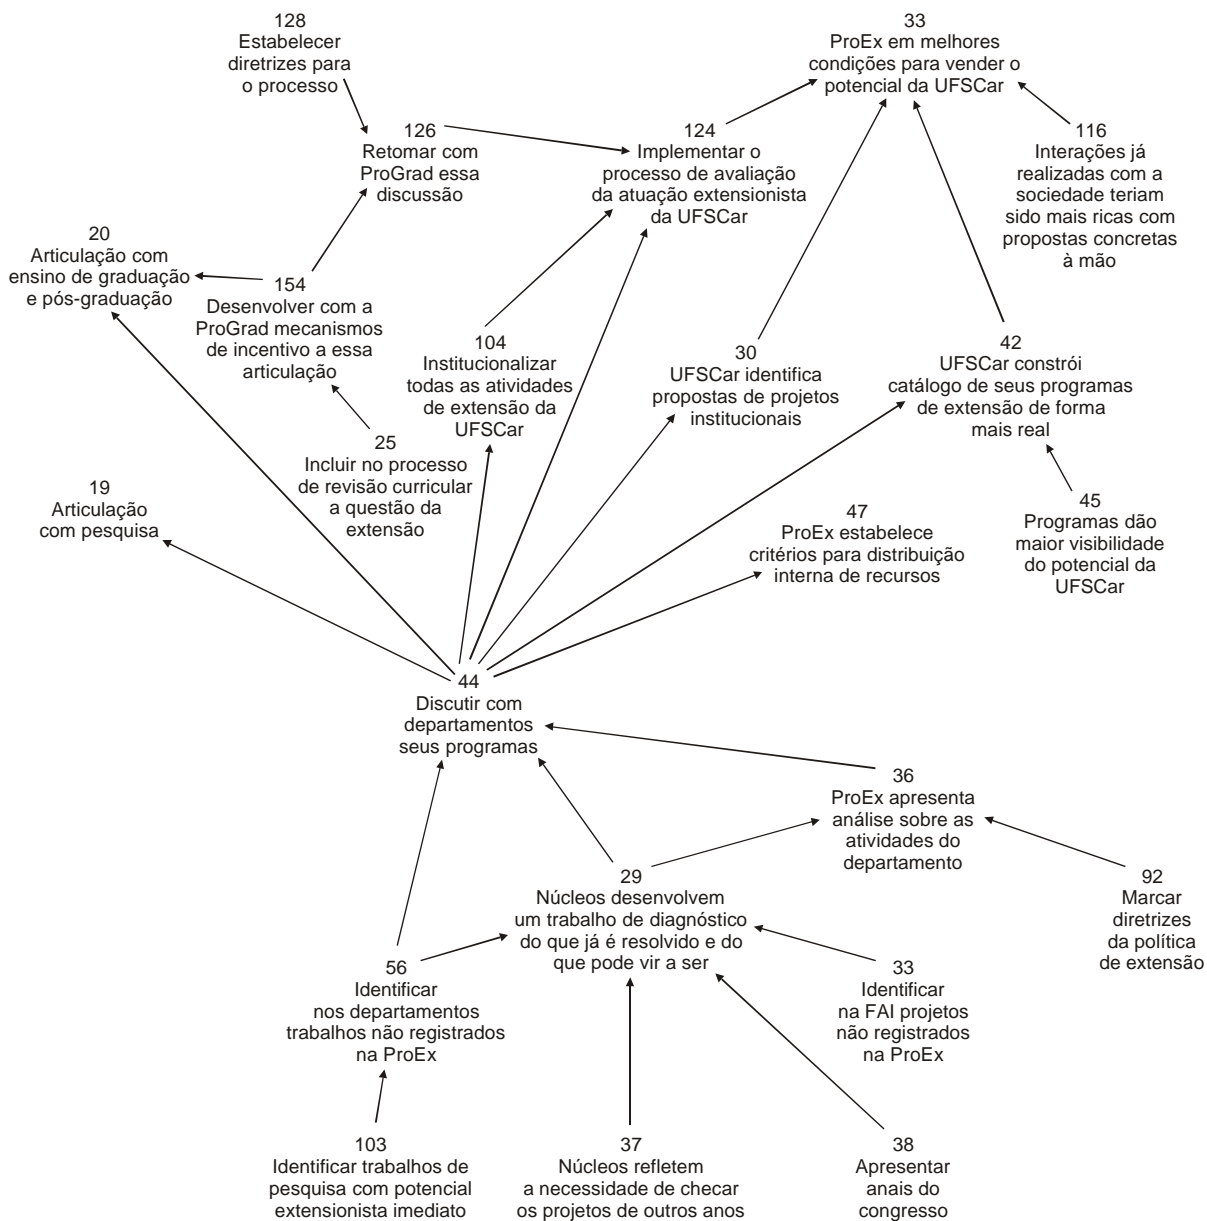 128
Estabelecer
diretrizes para
o processo
33
ProEx em melhores
condições para vender o
potencial da UFSCar
126
Retomar com
ProGrad essa
discussão
124
Implementar o
processo de avaliação
da atuação extensionista
da UFSCar
116
Interações já
realizadas com a
sociedade teriam
sido mais ricas com
propostas concretas
à mão
20
Articulação com
ensino de graduação
e pós-graduação
154
Desenvolver com a
ProGrad mecanismos
de incentivo a essa
articulação
104
Institucionalizar
todas as atividades
de extensão da
UFSCar
30
UFSCar identifica
propostas de projetos
institucionais
42
UFSCar constrói
catálogo de seus programas
de extensão de forma
mais real
25
Incluir no processo
de revisão curricular
a questão da
extensão
19
Articulação
com pesquisa
47
ProEx estabelece
critérios para distribuição
interna de recursos
45
Programas dão
maior visibilidade
do potencial da
UFSCar
44
Discutir com
departamentos
seus programas
36
ProEx apresenta
análise sobre as
atividades do
departamento
29
Núcleos desenvolvem
um trabalho de diagnóstico
do que já é resolvido e do
que pode vir a ser
92
Marcar
diretrizes
da política
de extensão
56
Identificar
nos departamentos
trabalhos não registrados
na ProEx
33
Identificar
na FAI projetos
não registrados
na ProEx
103
Identificar trabalhos de
pesquisa com potencial
extensionista imediato
37
Núcleos refletem
a necessidade de checar
os projetos de outros anos
38
Apresentar
anais do
congresso